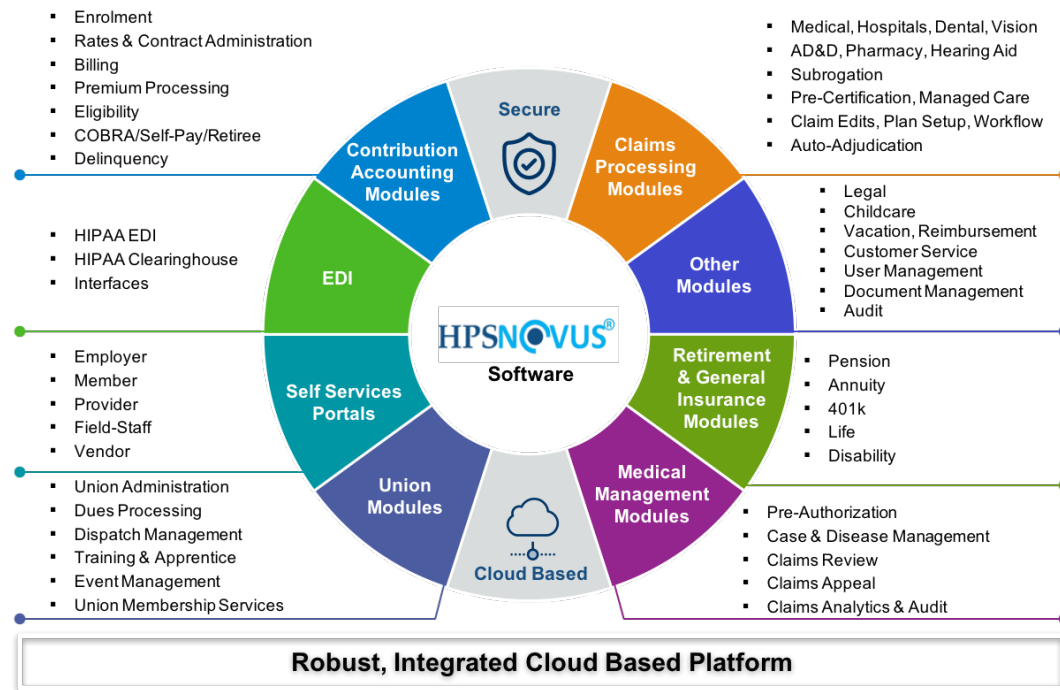 Enrolment
Rates & Contract Administration
Billing
Premium Processing
Eligibility
COBRA/Self-Pay/Retiree
Delinquency
HIPAA EDI
HIPAA Clearinghouse
Interfaces
Employer
Member
Provider
Field-Staff
Vendor
Union Administration
Dues Processing
Dispatch Management
Training & Apprentice
Event Management
Union Membership Services
Secure
Contribution
Accounting
Modules
Claims
Processing
Modules
EDI
Other
Modules
HPSNOVUS®
Software
Self Services
Portals
Retirement
& General
Insurance
Modules
Union
Modules
Medical
Management
Modules
Cloud Based
Medical, Hospitals, Dental, Vision
AD&D, Pharmacy, Hearing Aid
Subrogation
Pre-Certification, Managed Care
Claim Edits, Plan Setup, Workflow
Auto-Adjudication
Legal
Childcare
Vacation, Reimbursement
Customer Service
User Management
Document Management
Audit
Pension
Annuity
401k
Life
Disability
Pre-Authorization
Case & Disease Management
Claims Review
Claims Appeal
Claims Analytics & Audit
Robust, Integrated Cloud Based Platform